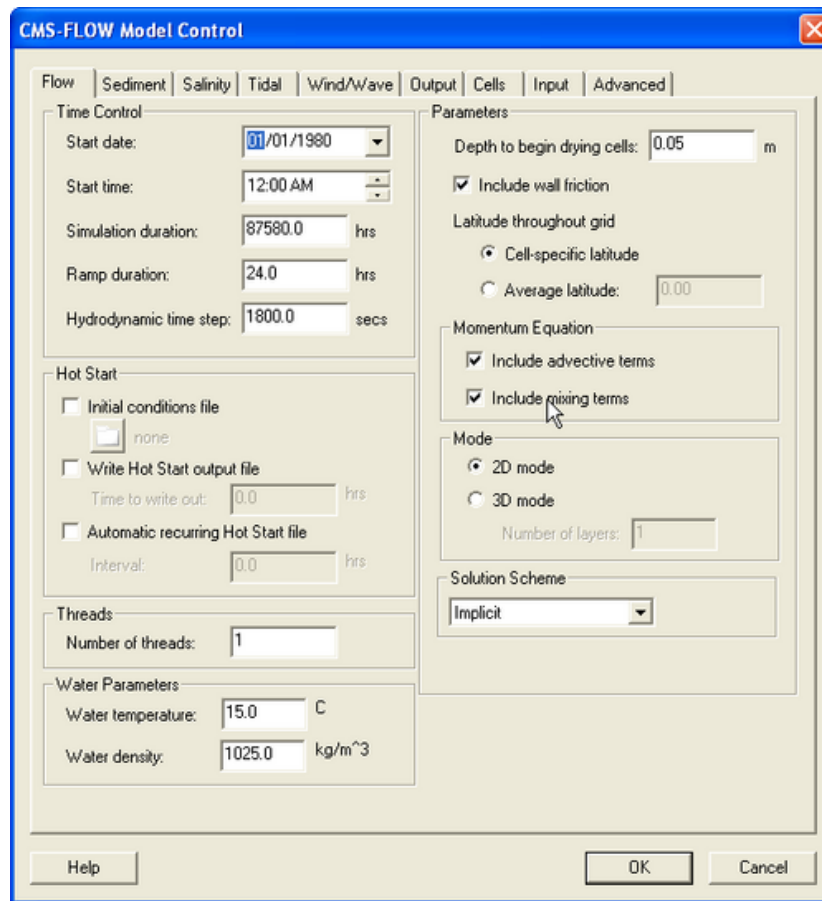 CMS-FLOW Model Control
Flow Sediment Salinity Tidal Wind/Wave Output Cells Input Advanced
Time Control
Start date: 01/01/1980
Start time: 12:00 AM
Simulation duration: 87580.0 hrs
Ramp duration: 24.0 hrs
Hydrodynamic time step: 1800.0 secs
Hot Start
Initial conditions file
none
Write Hot Start output file
Time to write out: 0.0 hrs
Automatic recurring Hot Start file
Interval: 0.0 hrs
Threads
Number of threads: 1
Water Parameters
Water temperature: 15.0 C
Water density: 1025.0 kg/m^3
Parameters
Depth to begin drying cells: 0.05 m
Include wall friction
Latitude throughout grid
Cell-specific latitude
Average latitude: 0.00
Momentum Equation
Include advective terms
Include mixing terms
Mode
2D mode
3D mode
Number of layers: 1
Solution Scheme
Implicit
Help OK Cancel